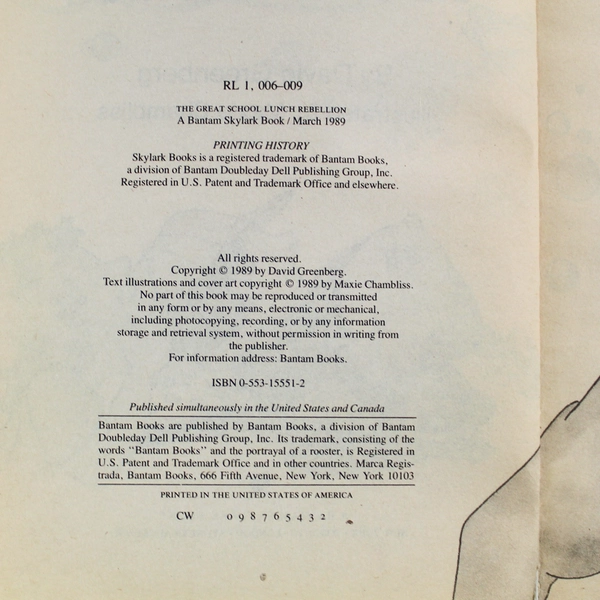 RL 1, 006–009
THE GREAT SCHOOL LUNCH REBELLION
A Bantam Skylark Book / March 1989
PRINTING HISTORY
Skylark Books is a registered trademark of Bantam Books,
a division of Bantam Doubleday Dell Publishing Group, Inc.
Registered in U.S. Patent and Trademark Office and elsewhere.
All rights reserved.
Copyright © 1989 by David Greenberg.
Text illustrations and cover art copyright © 1989 by Maxie Chambliss.
No part of this book may be reproduced or transmitted
in any form or by any means, electronic or mechanical,
including photocopying, recording, or by any information
storage and retrieval system, without permission in writing from
the publisher.
For information address: Bantam Books.
ISBN 0-553-15551-2
Published simultaneously in the United States and Canada
Bantam Books are published by Bantam Books, a division of Bantam
Doubleday Dell Publishing Group, Inc. Its trademark, consisting of the
words "Bantam Books" and the portrayal of a rooster, is Registered in
U.S. Patent and Trademark Office and in other countries. Marca Regis-
trada, Bantam Books, 666 Fifth Avenue, New York, New York 10103
PRINTED IN THE UNITED STATES OF AMERICA
CW 0 9 8 7 6 5 4 3 2